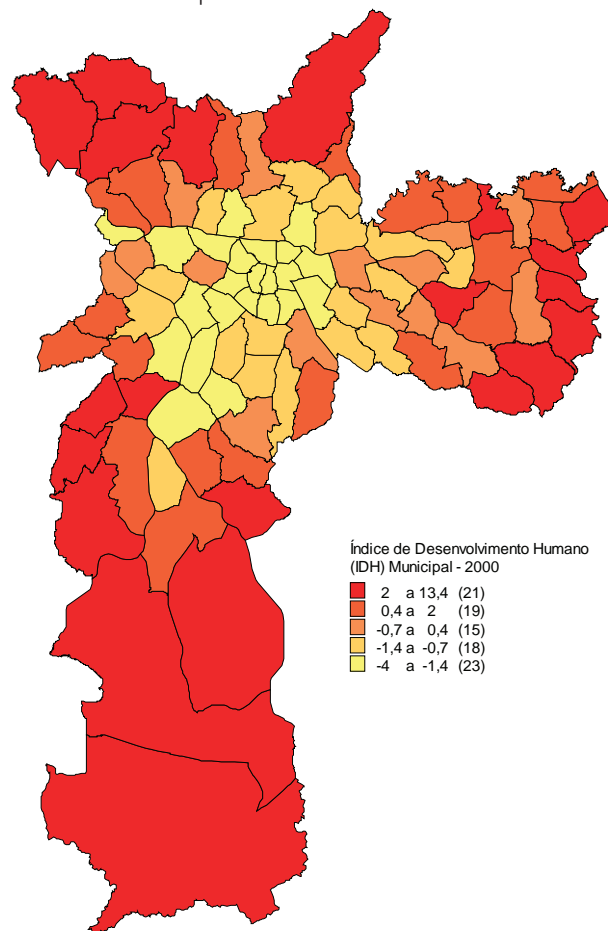 Índice de Desenvolvimento Humano
(IDH) Municipal - 2000
2 a 13,4 (21)
0,4 a 2 (19)
-0,7 a 0,4 (15)
-1,4 a -0,7 (18)
-4 a -1,4 (23)